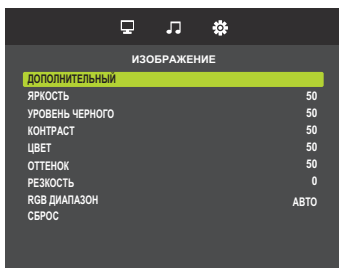 ИЗОБРАЖЕНИЕ
ДОПОЛНИТЕЛЬНЫЙ
ЯРКОСТЬ 50
УРОВЕНЬ ЧЕРНОГО 50
КОНТРАСТ 50
ЦВЕТ 50
ОТТЕНОК 50
РЕЗКОСТЬ 0
RGB ДИАПАЗОН АВТО
СБРОС